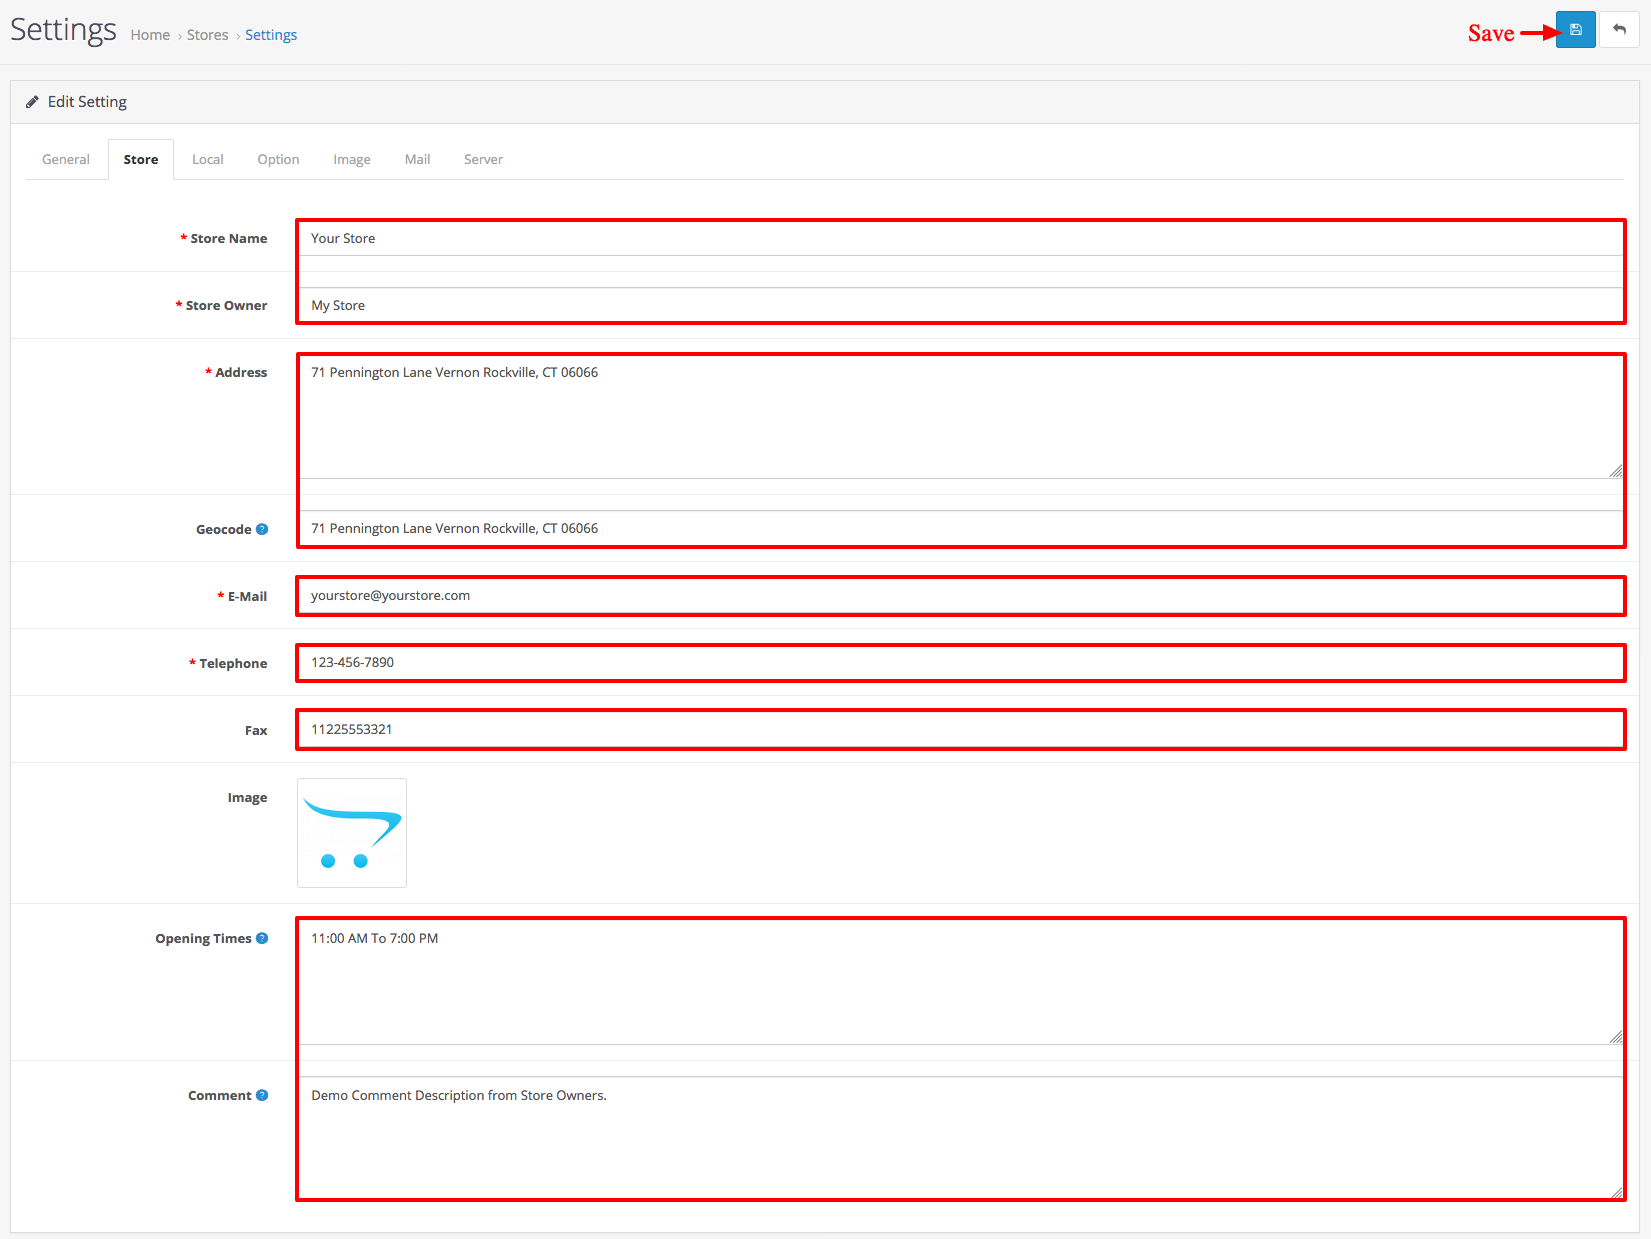 Settings Home › Stores › Settings
Save
Edit Setting
General Store Local Option Image Mail Server
* Store Name Your Store
* Store Owner My Store
* Address 71 Pennington Lane Vernon Rockville, CT 06066
Geocode ? 71 Pennington Lane Vernon Rockville, CT 06066
* E-Mail yourstore@yourstore.com
* Telephone 123-456-7890
Fax 11225553321
Image
Opening Times ? 11:00 AM To 7:00 PM
Comment ? Demo Comment Description from Store Owners.